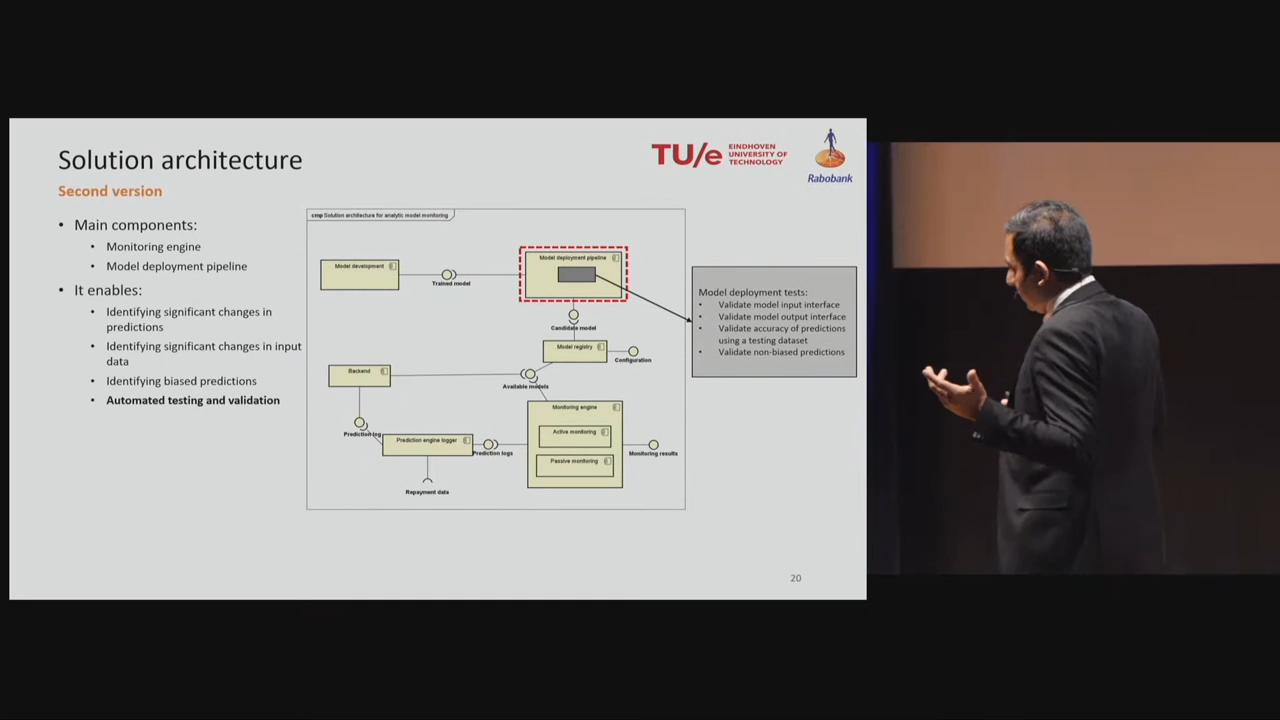 Solution architecture
Second version
TU/e EINDHOVEN
UNIVERSITY OF
TECHNOLOGY
Rabobank
• Main components:
• Monitoring engine
• Model deployment pipeline
• It enables:
• Identifying significant changes in
predictions
• Identifying significant changes in input
data
• Identifying biased predictions
• Automated testing and validation
cmp Solution architecture for analytic model monitoring
Model development
Trained model
Model deployment pipeline
Candidate model
Model registry
Configuration
Backend
Available models
Prediction log
Prediction engine logger
Prediction logs
Repayment data
Monitoring engine
Active monitoring
Passive monitoring
Monitoring results
Model deployment tests:
• Validate model input interface
• Validate model output interface
• Validate accuracy of predictions
using a testing dataset
• Validate non-biased predictions
20